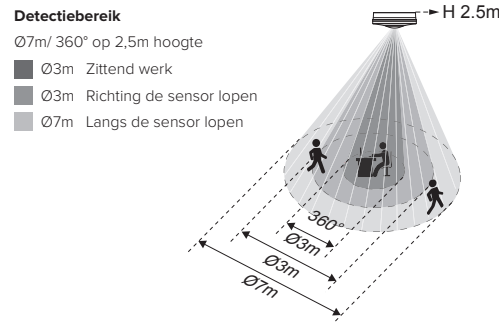 Detectiebereik
Ø7m/ 360° op 2,5m hoogte
Ø3m Zittend werk
Ø3m Richting de sensor lopen
Ø7m Langs de sensor lopen
H 2.5m
360°
Ø3m
Ø3m
Ø7m